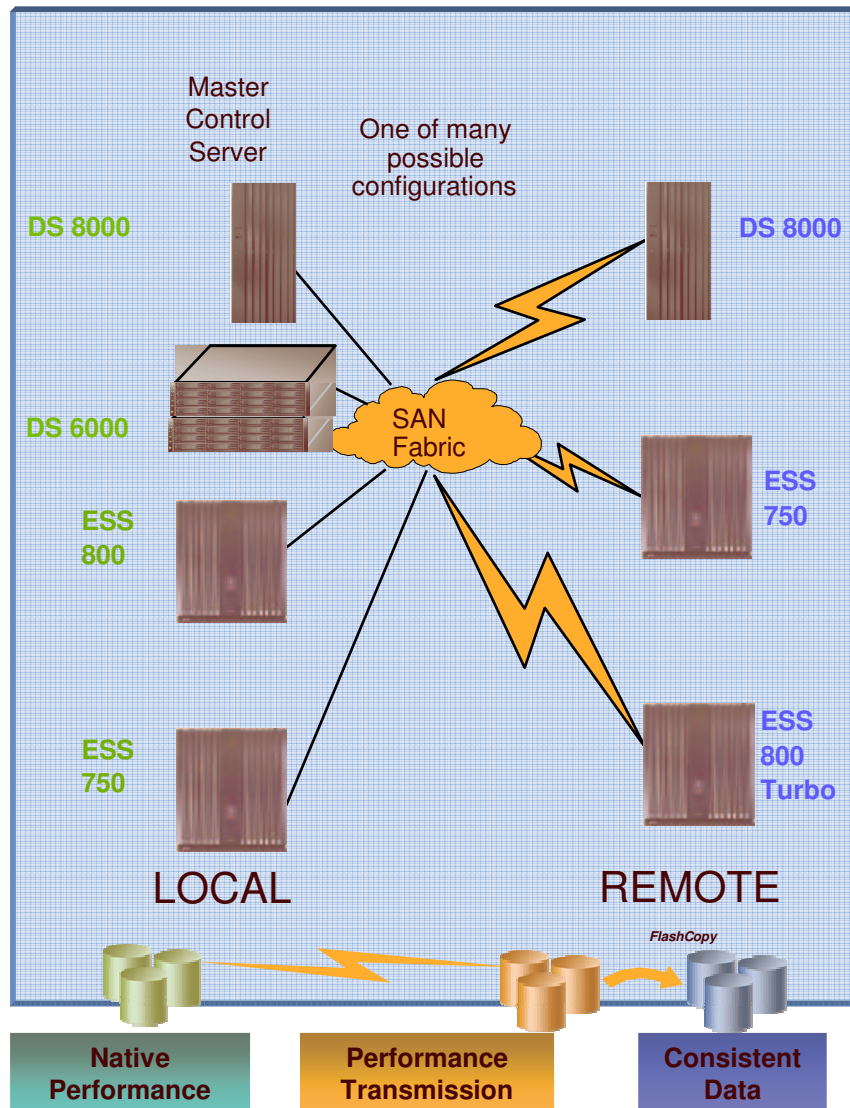 Master
Control
Server
One of many
possible
configurations
DS 8000
DS 8000
DS 6000
SAN
Fabric
ESS
800
ESS
750
ESS
750
ESS
800
Turbo
LOCAL
REMOTE
FlashCopy
Native
Performance
Performance
Transmission
Consistent
Data